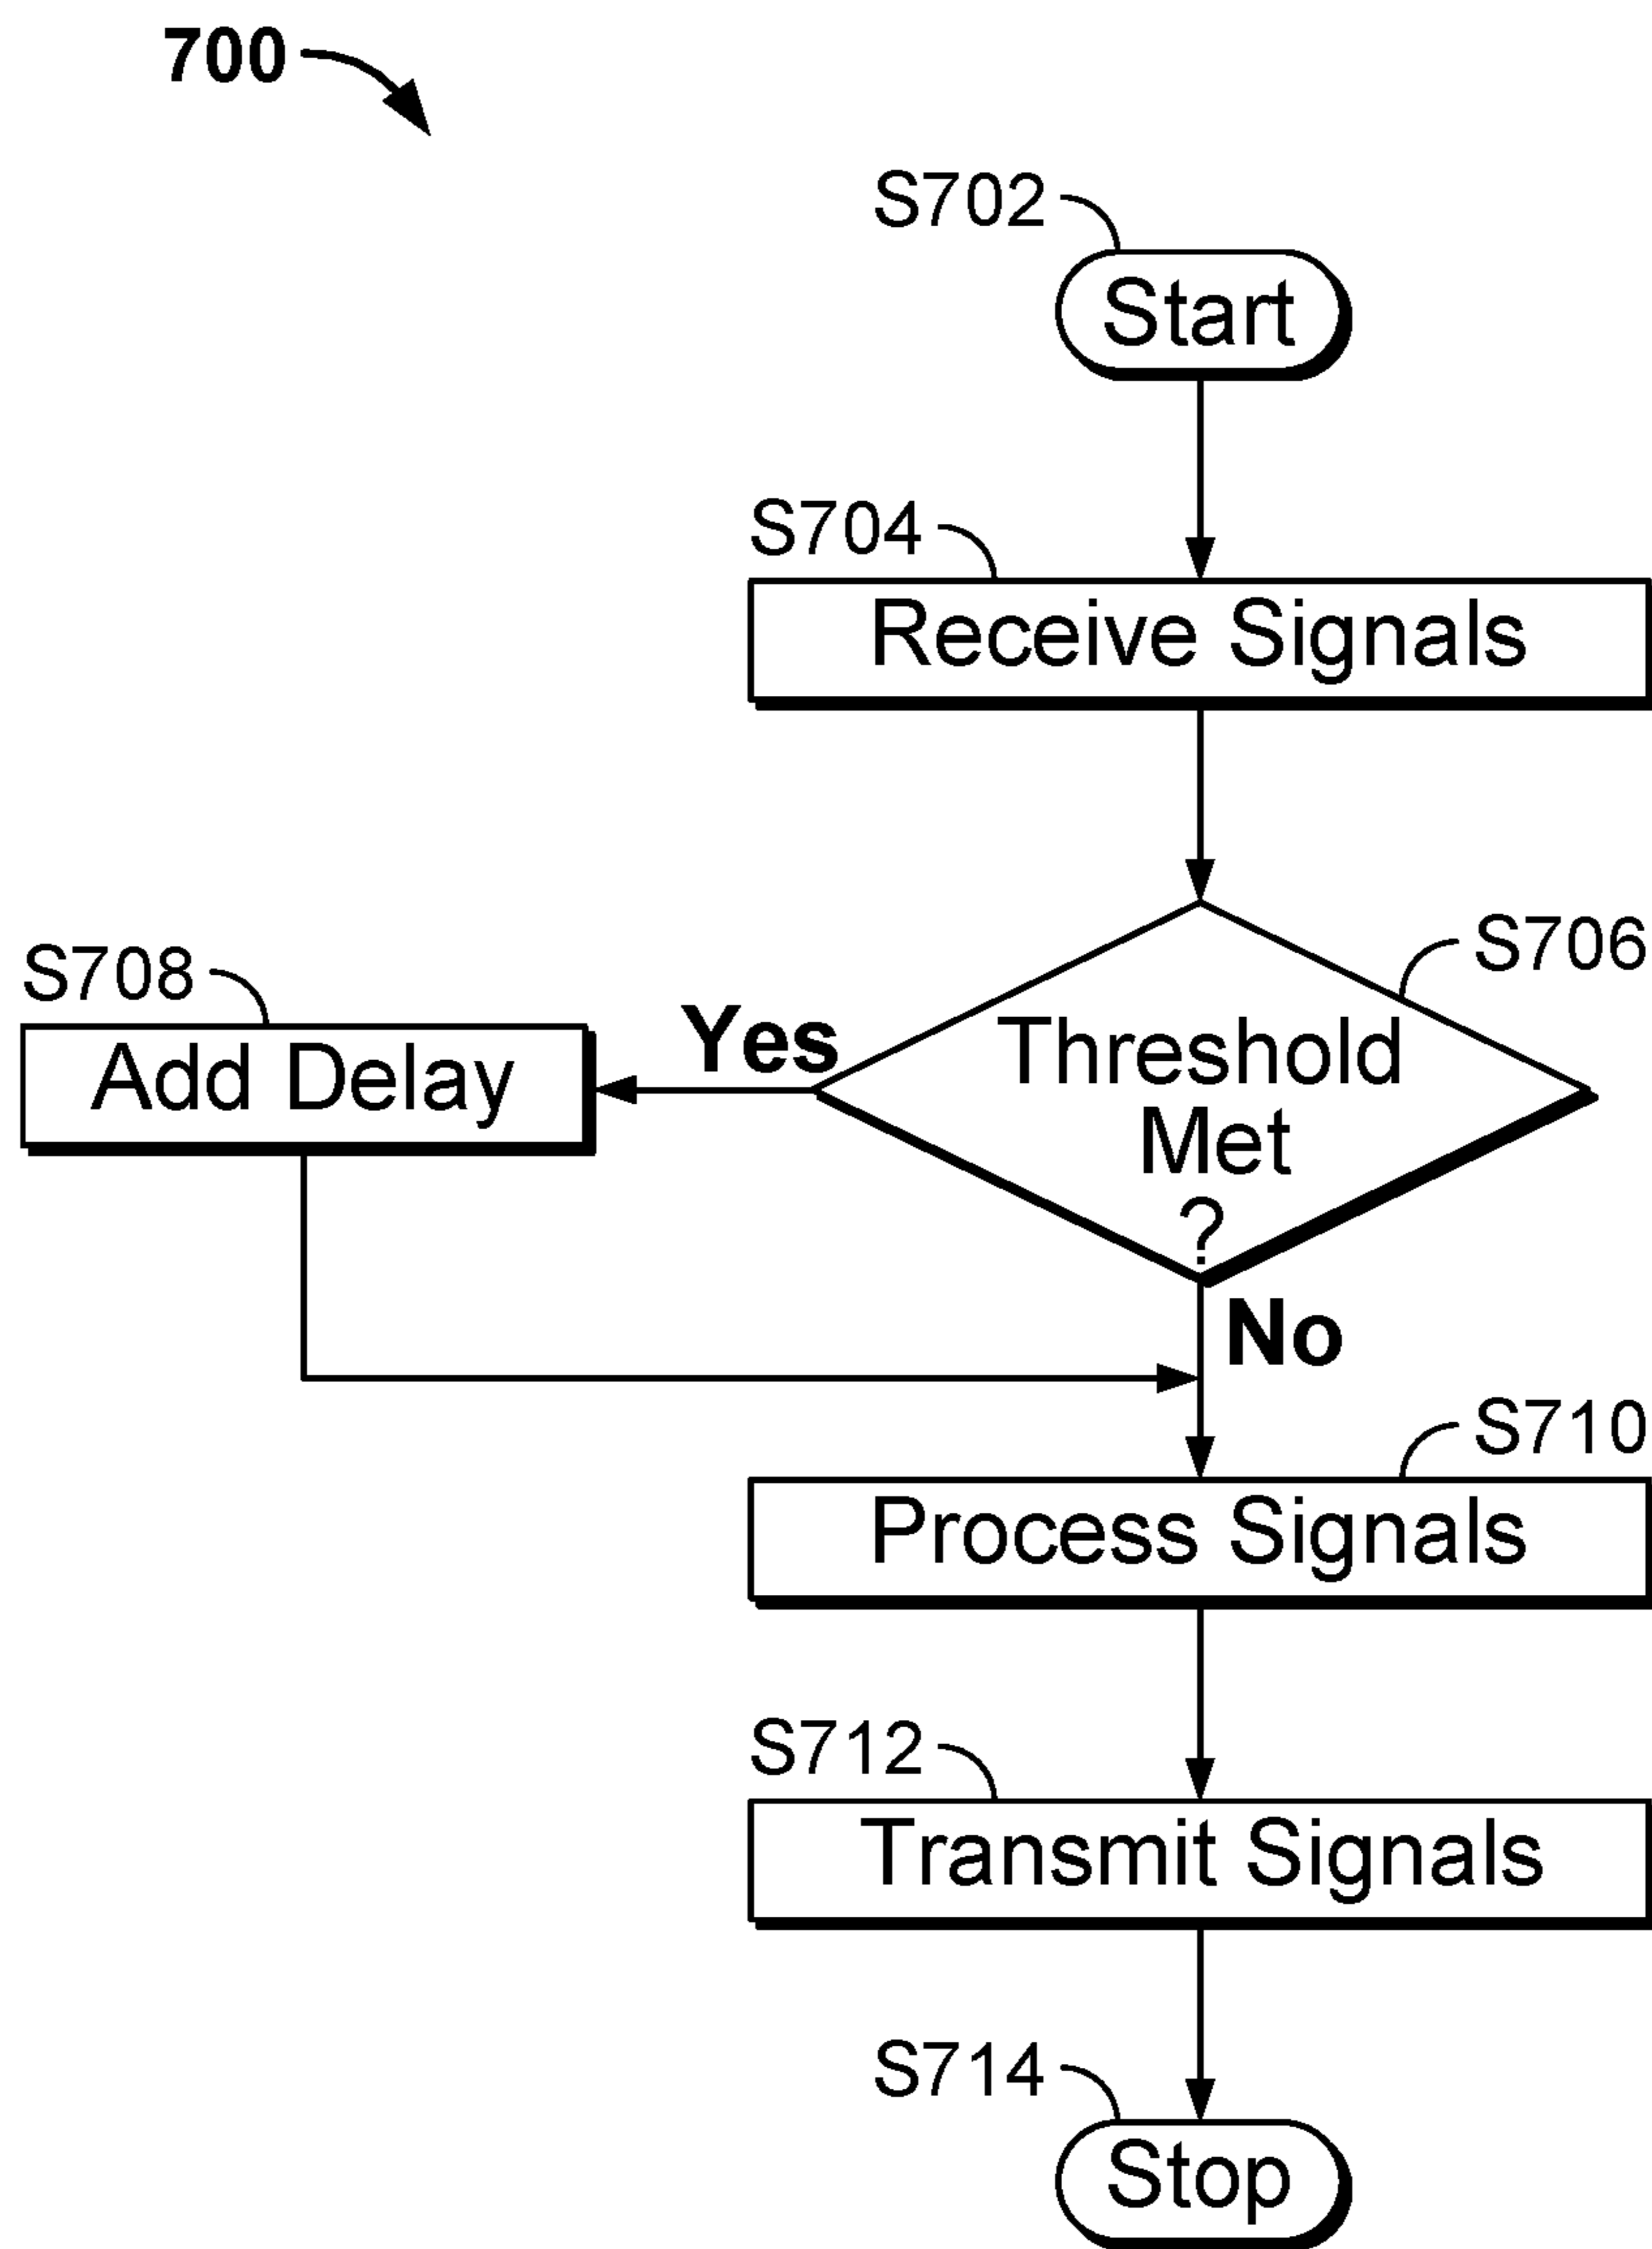 700
S702
Start
S704
Receive Signals
S706
Threshold
Met
?
Yes
S708
Add Delay
No
S710
Process Signals
S712
Transmit Signals
S714
Stop